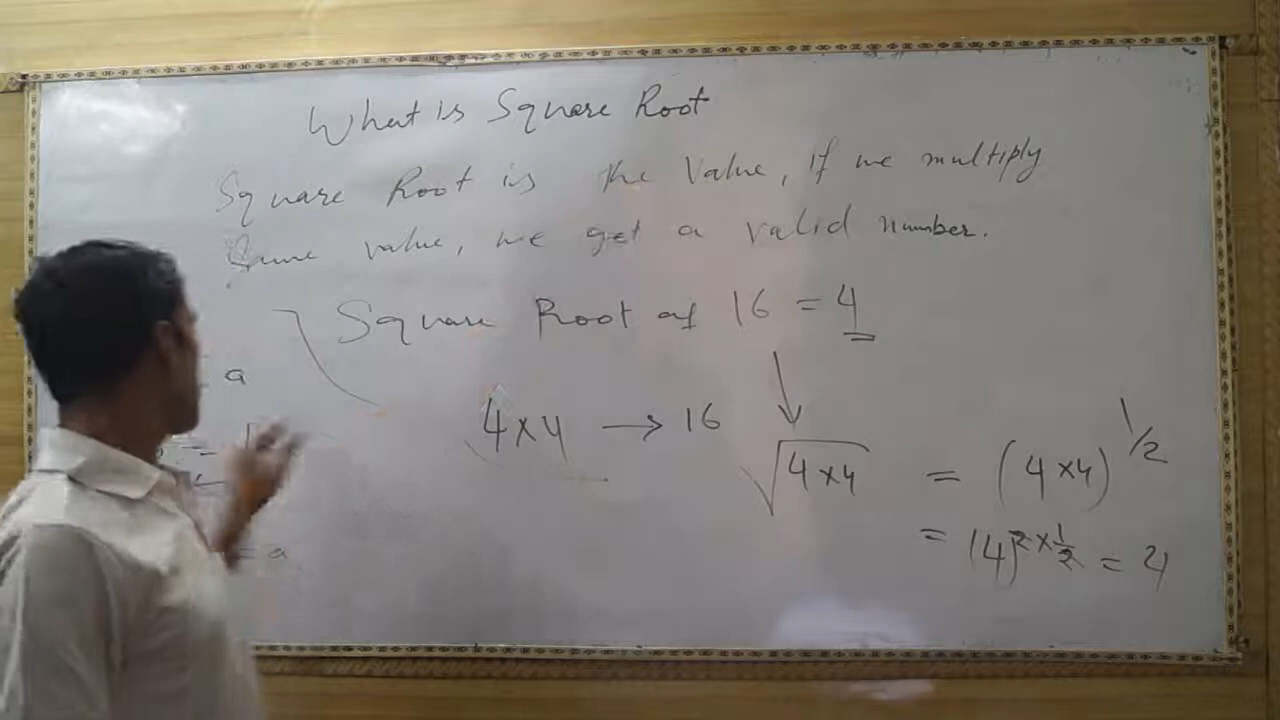 What is Square Root
Square Root is the Value, if we multiply
Same value, we get a valid number.
Square Root of 16 = 4
4 × 4 → 16
√4 × 4 = (4 × 4)^1/2
= (4)^2 × 1/2 = 4
a
= a